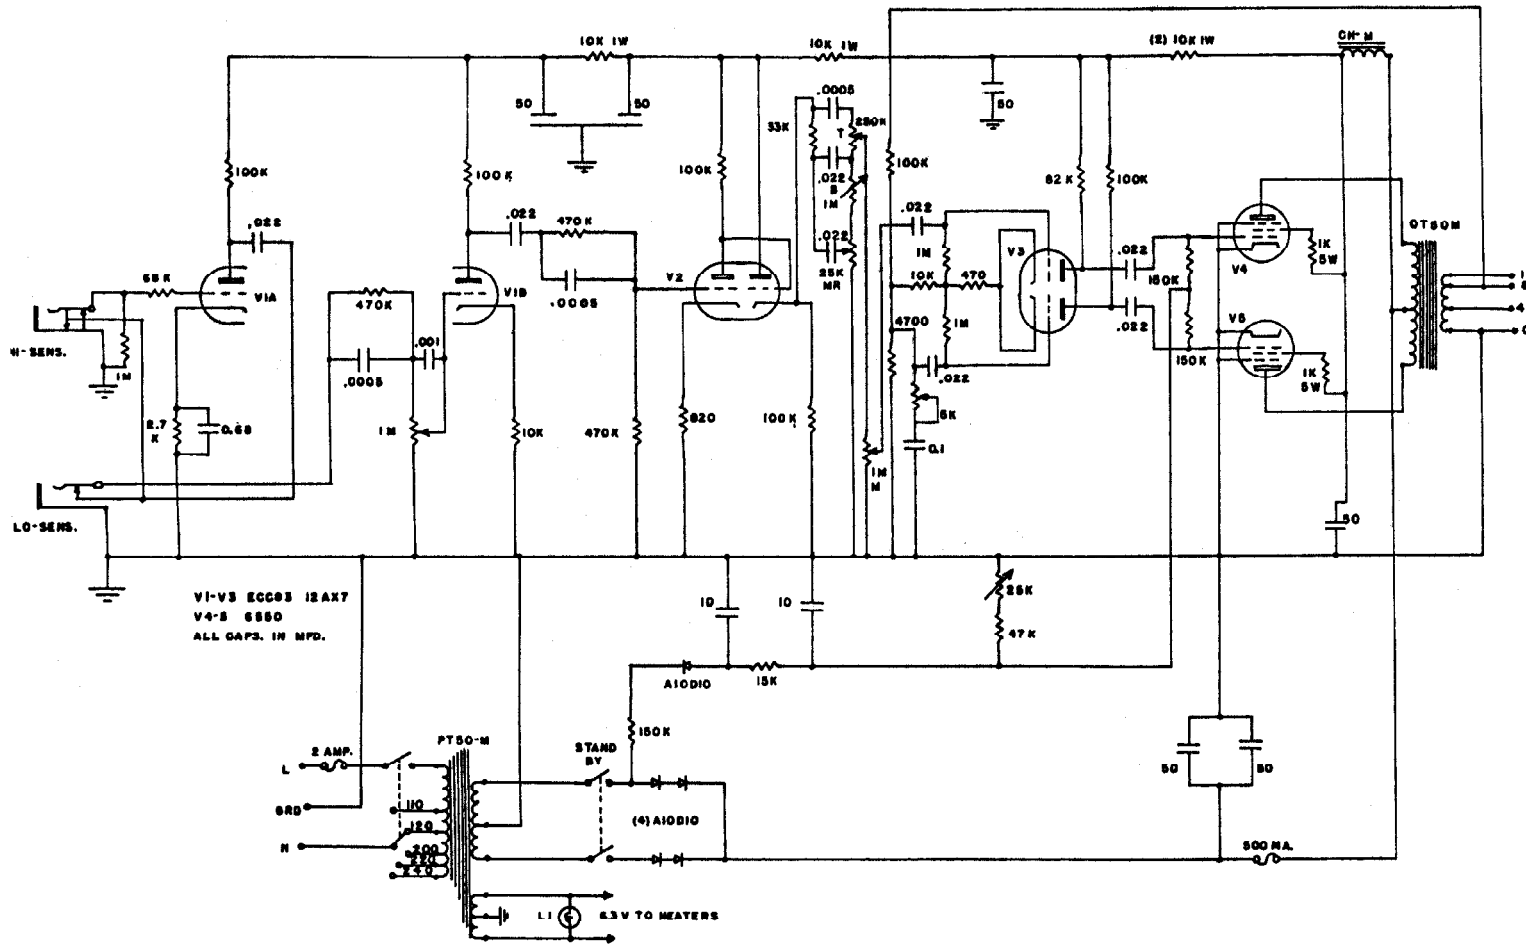 10K 1W
10K 1W
(2) 10K 1W
CH-M
50
50
50
.0005
33K
250K
T
100K
100K
100K
.022
B
1M
100K
82K
100K
.022
.022
470K
.022
.022
OT50M
68K
V1A
470K
V1B
.0005
V2
.022
25K
MR
1M
V3
10K
470
.022
150K
V4
1K
5W
HI-SENS.
1M
.001
.0005
4700
1M
.022
.022
V5
150K
1K
5W
4
2.7
K
0.68
1M
10K
470K
820
100K
5K
0.1
1M
M
LO-SENS.
50
V1-V3 ECC83 12AX7
V4-5 6550
ALL CAPS. IN MFD.
10
10
25K
47K
A10D10
15K
150K
PT50-M
STAND
BY
2 AMP.
L
GRD
110
120
N
200
220
240
(4) A10D10
50
50
500 MA.
L1
6.3 V TO HEATERS